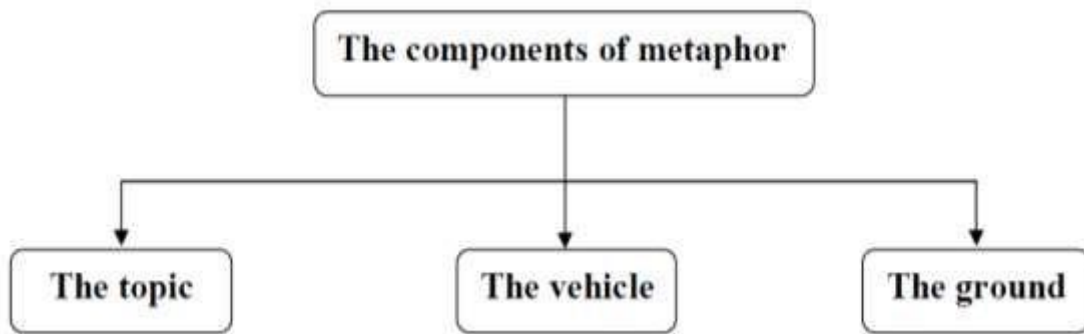 The components of metaphor
The topic
The vehicle
The ground